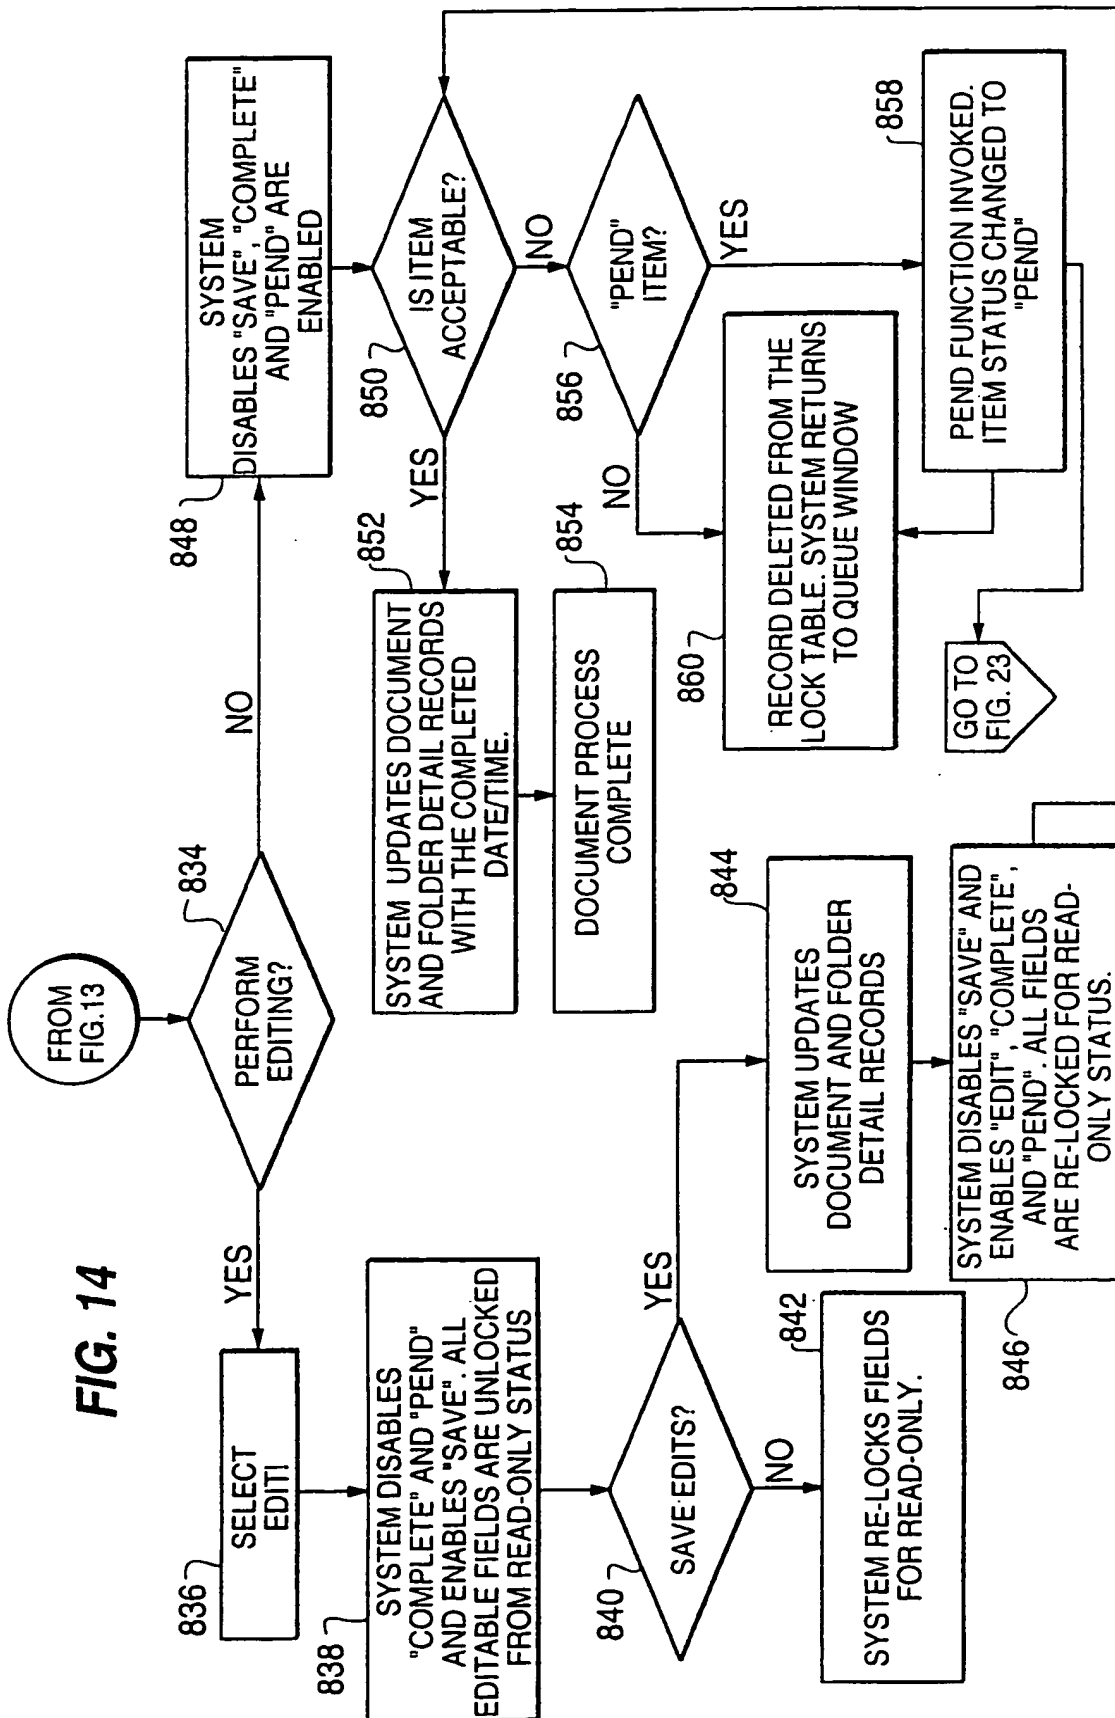 FIG. 14
FROM
FIG.13
834
PERFORM
EDITING?
YES
NO
836
SELECT
EDIT!
838
SYSTEM DISABLES
"COMPLETE" AND "PEND"
AND ENABLES "SAVE". ALL
EDITABLE FIELDS ARE UNLOCKED
FROM READ-ONLY STATUS
840
SAVE EDITS?
YES
NO
842
SYSTEM RE-LOCKS FIELDS
FOR READ-ONLY.
844
SYSTEM UPDATES
DOCUMENT AND FOLDER
DETAIL RECORDS
846
SYSTEM DISABLES "SAVE" AND
ENABLES "EDIT", "COMPLETE",
AND "PEND". ALL FIELDS
ARE RE-LOCKED FOR READ-
ONLY STATUS.
848
SYSTEM
DISABLES "SAVE", "COMPLETE"
AND "PEND" ARE
ENABLED
850
IS ITEM
ACCEPTABLE?
YES
NO
852
SYSTEM UPDATES DOCUMENT
AND FOLDER DETAIL RECORDS
WITH THE COMPLETED
DATE/TIME.
854
DOCUMENT PROCESS
COMPLETE
856
"PEND"
ITEM?
NO
YES
860
RECORD DELETED FROM THE
LOCK TABLE. SYSTEM RETURNS
TO QUEUE WINDOW
858
PEND FUNCTION INVOKED.
ITEM STATUS CHANGED TO
"PEND"
GO TO
FIG. 23